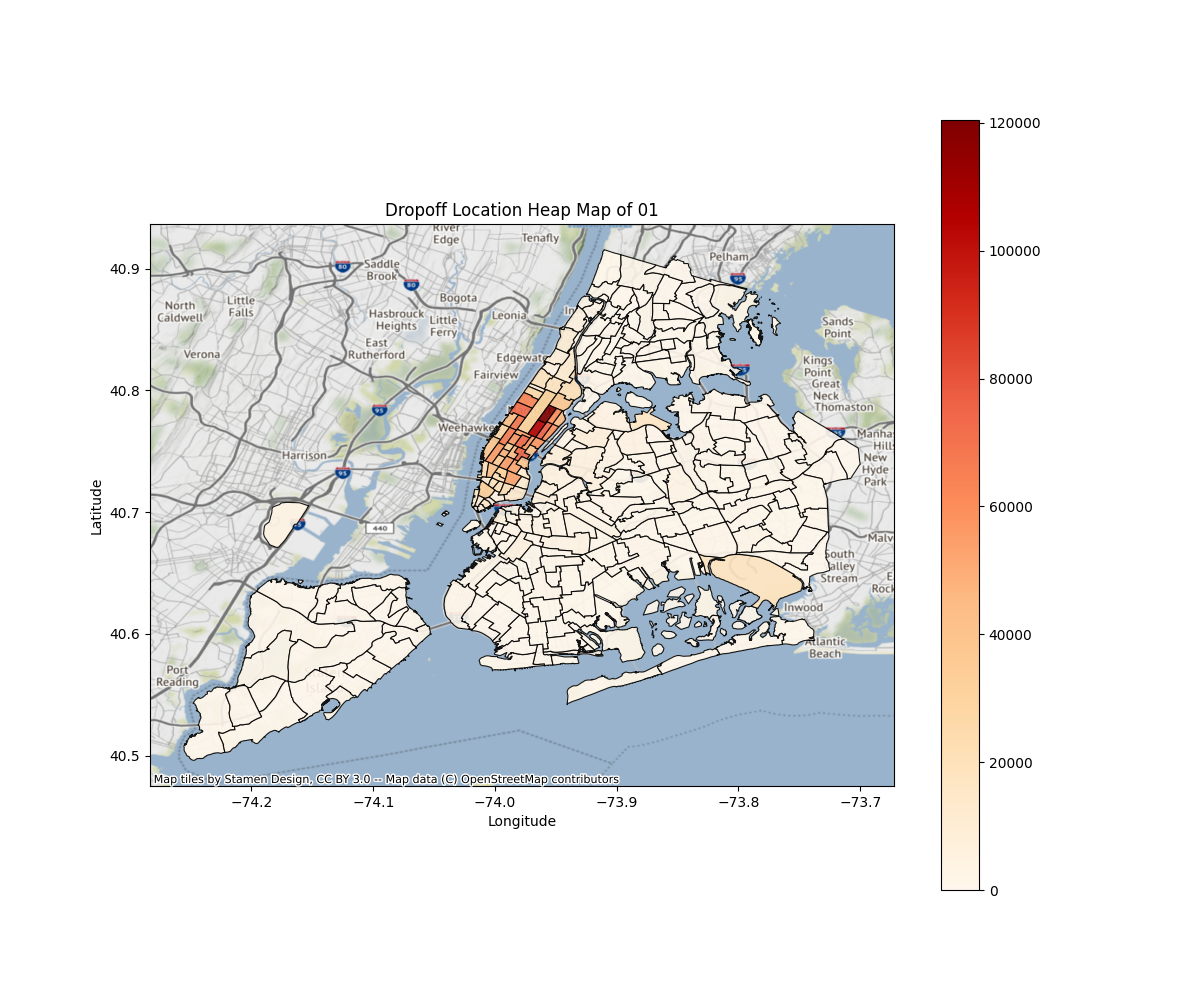 Dropoff Location Heap Map of 01
River
Edge
Tenafly
Pelham
95
80
Saddle
Brook
80
North
Caldwell
Little
Falls
Bogota
Leonia
Hasbrouck
Heights
Little
Ferry
Sands
Point
Verona
East
Rutherford
Edgewate
Fairview
Kings
Point
Great
Neck
Thomaston
95
Weehawke
Manha
Hills
New
Hyde
Park
Harrison
95
440
Malv
South
Valley
Stream
Inwood
Rock
Atlantic
Beach
Port
Reading
Map tiles by Stamen Design, CC BY 3.0 -- Map data (C) OpenStreetMap contributors
40.9
40.8
40.7
40.6
40.5
Latitude
−74.2
−74.1
−74.0
−73.9
−73.8
−73.7
Longitude
120000
100000
80000
60000
40000
20000
0